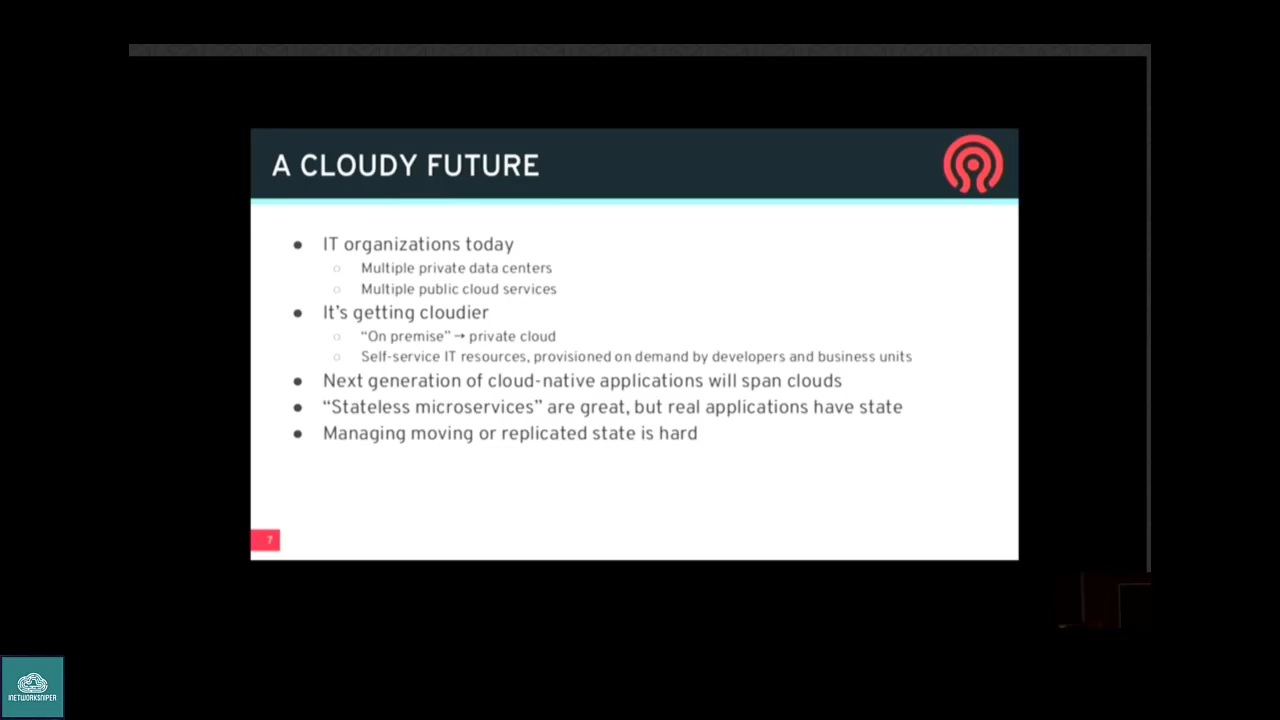 A CLOUDY FUTURE
● IT organizations today
○ Multiple private data centers
○ Multiple public cloud services
● It's getting cloudier
○ “On premise” → private cloud
○ Self-service IT resources, provisioned on demand by developers and business units
● Next generation of cloud-native applications will span clouds
● “Stateless microservices” are great, but real applications have state
● Managing moving or replicated state is hard
7
INETWORKSNIPER